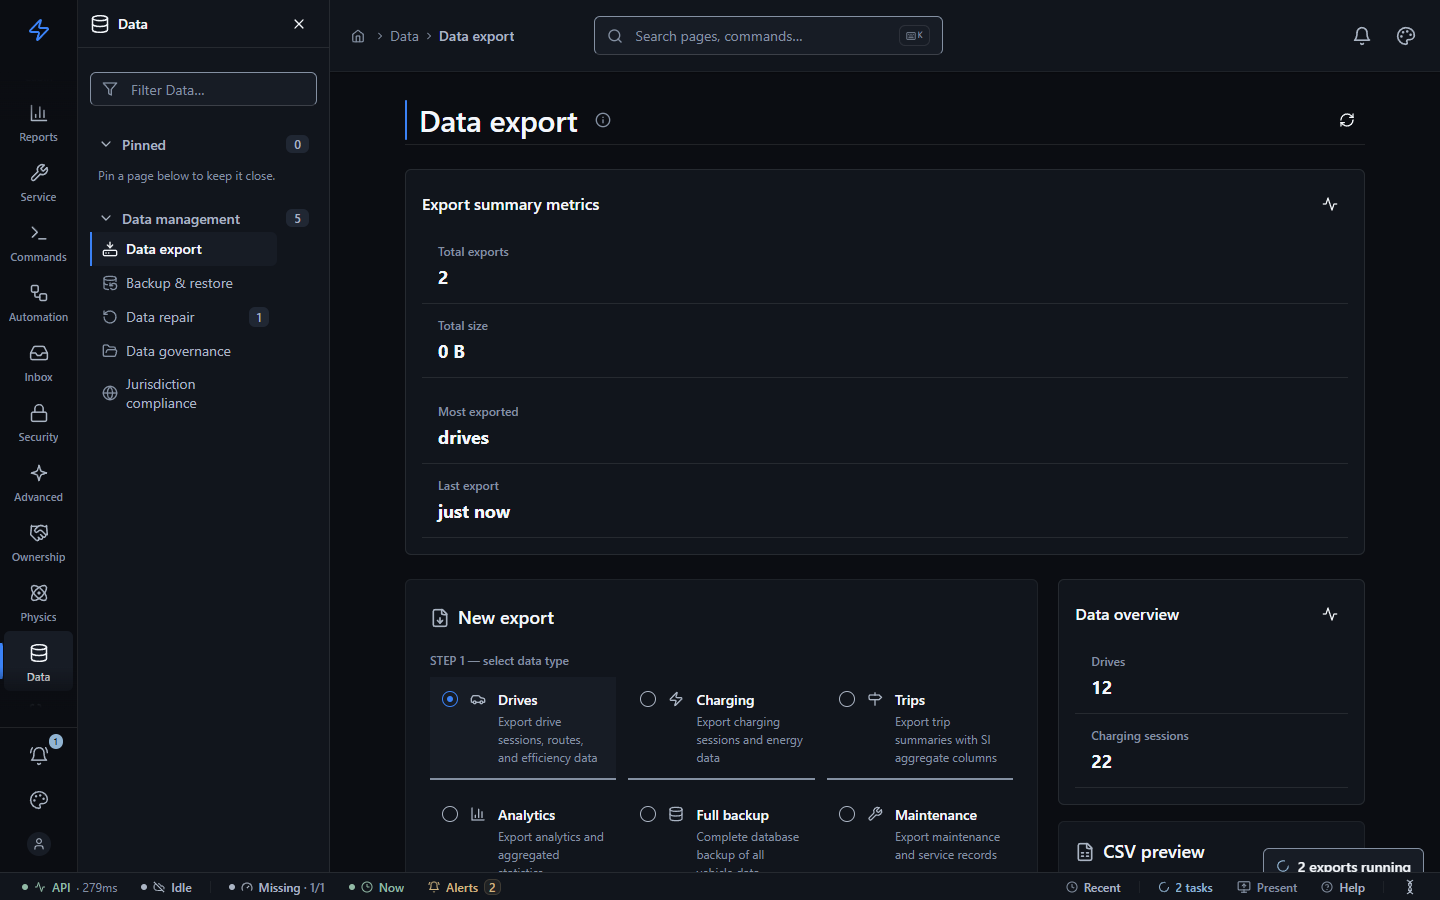 Data
Data
Data export
Search pages, commands...
K
Filter Data...
Pinned
0
Pin a page below to keep it close.
Data management
5
Data export
Backup & restore
Data repair
1
Data governance
Jurisdiction
compliance
Reports
Service
Commands
Automation
Inbox
Security
Advanced
Ownership
Physics
Data
1
Data export
Export summary metrics
Total exports
2
Total size
0 B
Most exported
drives
Last export
just now
New export
STEP 1 — select data type
Drives
Export drive
sessions, routes,
and efficiency data
Charging
Export charging
sessions and energy
data
Trips
Export trip
summaries with SI
aggregate columns
Analytics
Export analytics and
aggregated
statistics
Full backup
Complete database
backup of all
vehicle data
Maintenance
Export maintenance
and service records
Data overview
Drives
12
Charging sessions
22
CSV preview
2 exports running
API · 279ms
Idle
Missing · 1/1
Now
Alerts 2
Recent
2 tasks
Present
Help